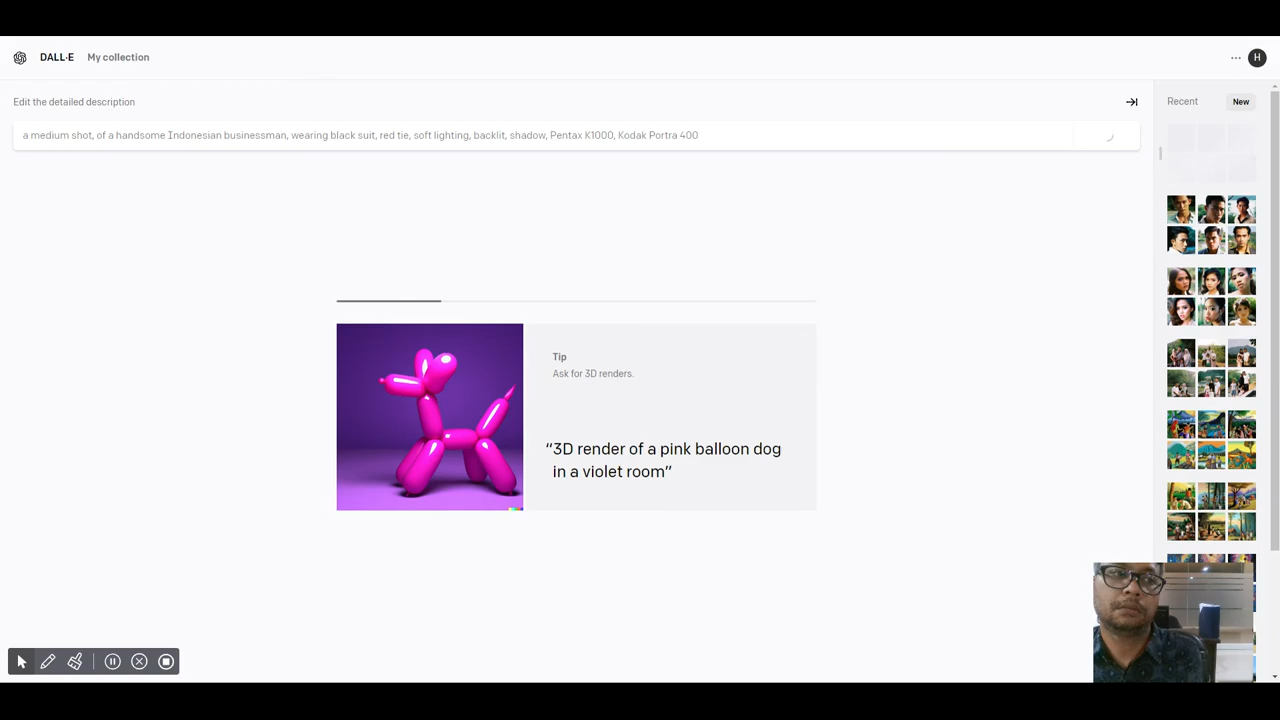 DALL·E
My collection
H
Edit the detailed description
Recent
New
a medium shot, of a handsome Indonesian businessman, wearing black suit, red tie, soft lighting, backlit, shadow, Pentax K1000, Kodak Portra 400
Tip
Ask for 3D renders.
“3D render of a pink balloon dog
in a violet room”